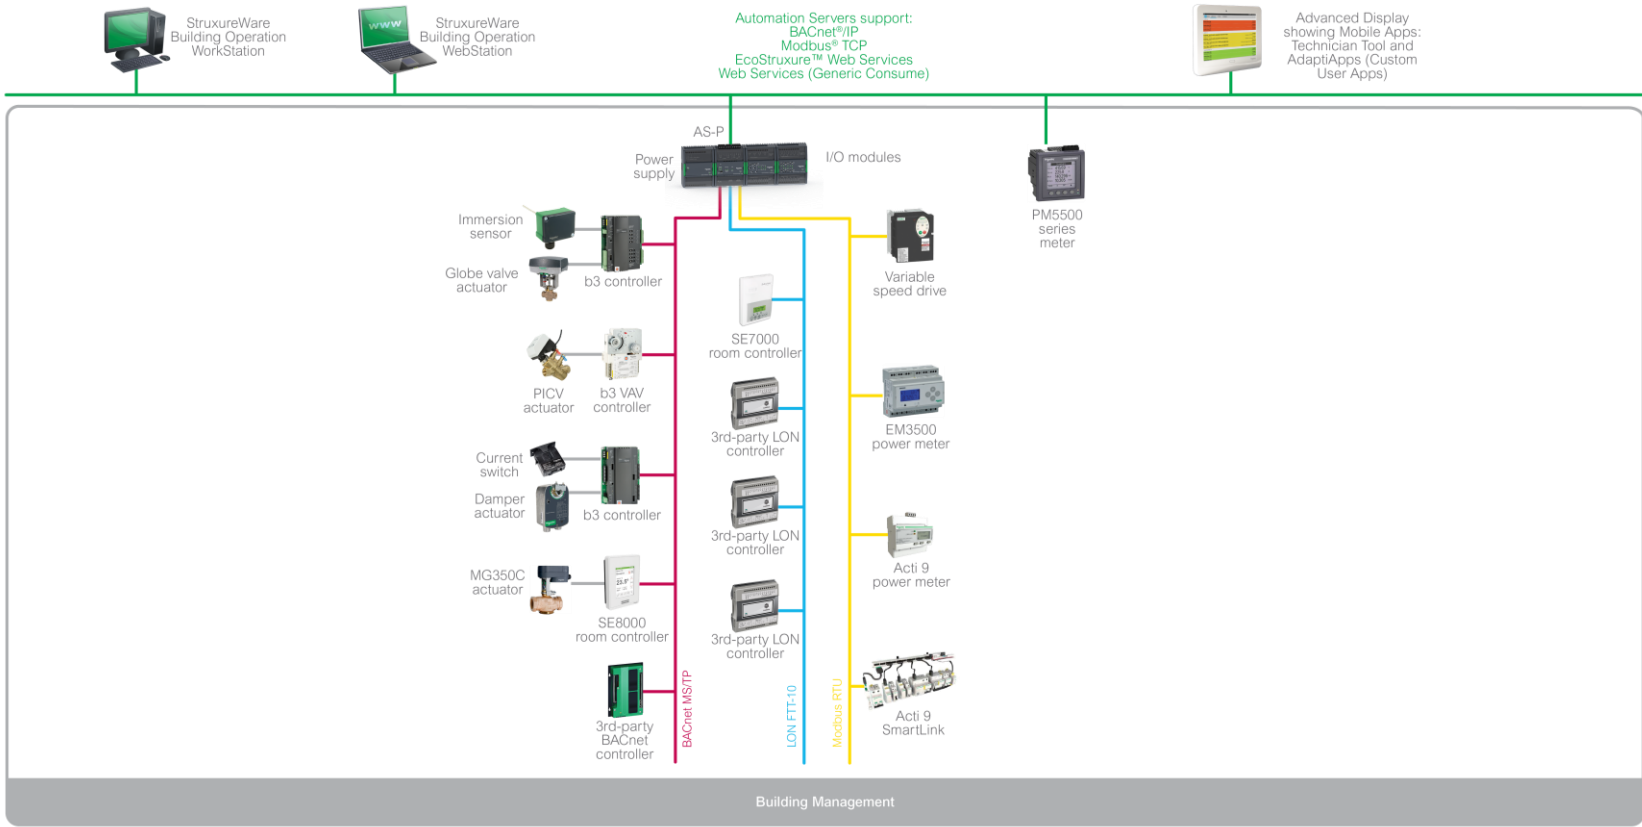 StruxureWare
Building Operation
WorkStation
WWW
StruxureWare
Building Operation
WebStation
Automation Servers support:
BACnet®/IP
Modbus® TCP
EcoStruxure™ Web Services
Web Services (Generic Consume)
Advanced Display
showing Mobile Apps:
Technician Tool and
AdaptiApps (Custom
User Apps)
AS-P
Power
supply
I/O modules
PM5500
series
meter
Immersion
sensor
Globe valve
actuator
b3 controller
PICV
actuator
b3 VAV
controller
Current
switch
Damper
actuator
b3 controller
MG350C
actuator
SE8000
room controller
3rd-party
BACnet
controller
BACnet MS/TP
SE7000
room controller
3rd-party LON
controller
3rd-party LON
controller
3rd-party LON
controller
LON FTT-10
Variable
speed drive
EM3500
power meter
Acti 9
power meter
Acti 9
SmartLink
Modbus RTU
Building Management